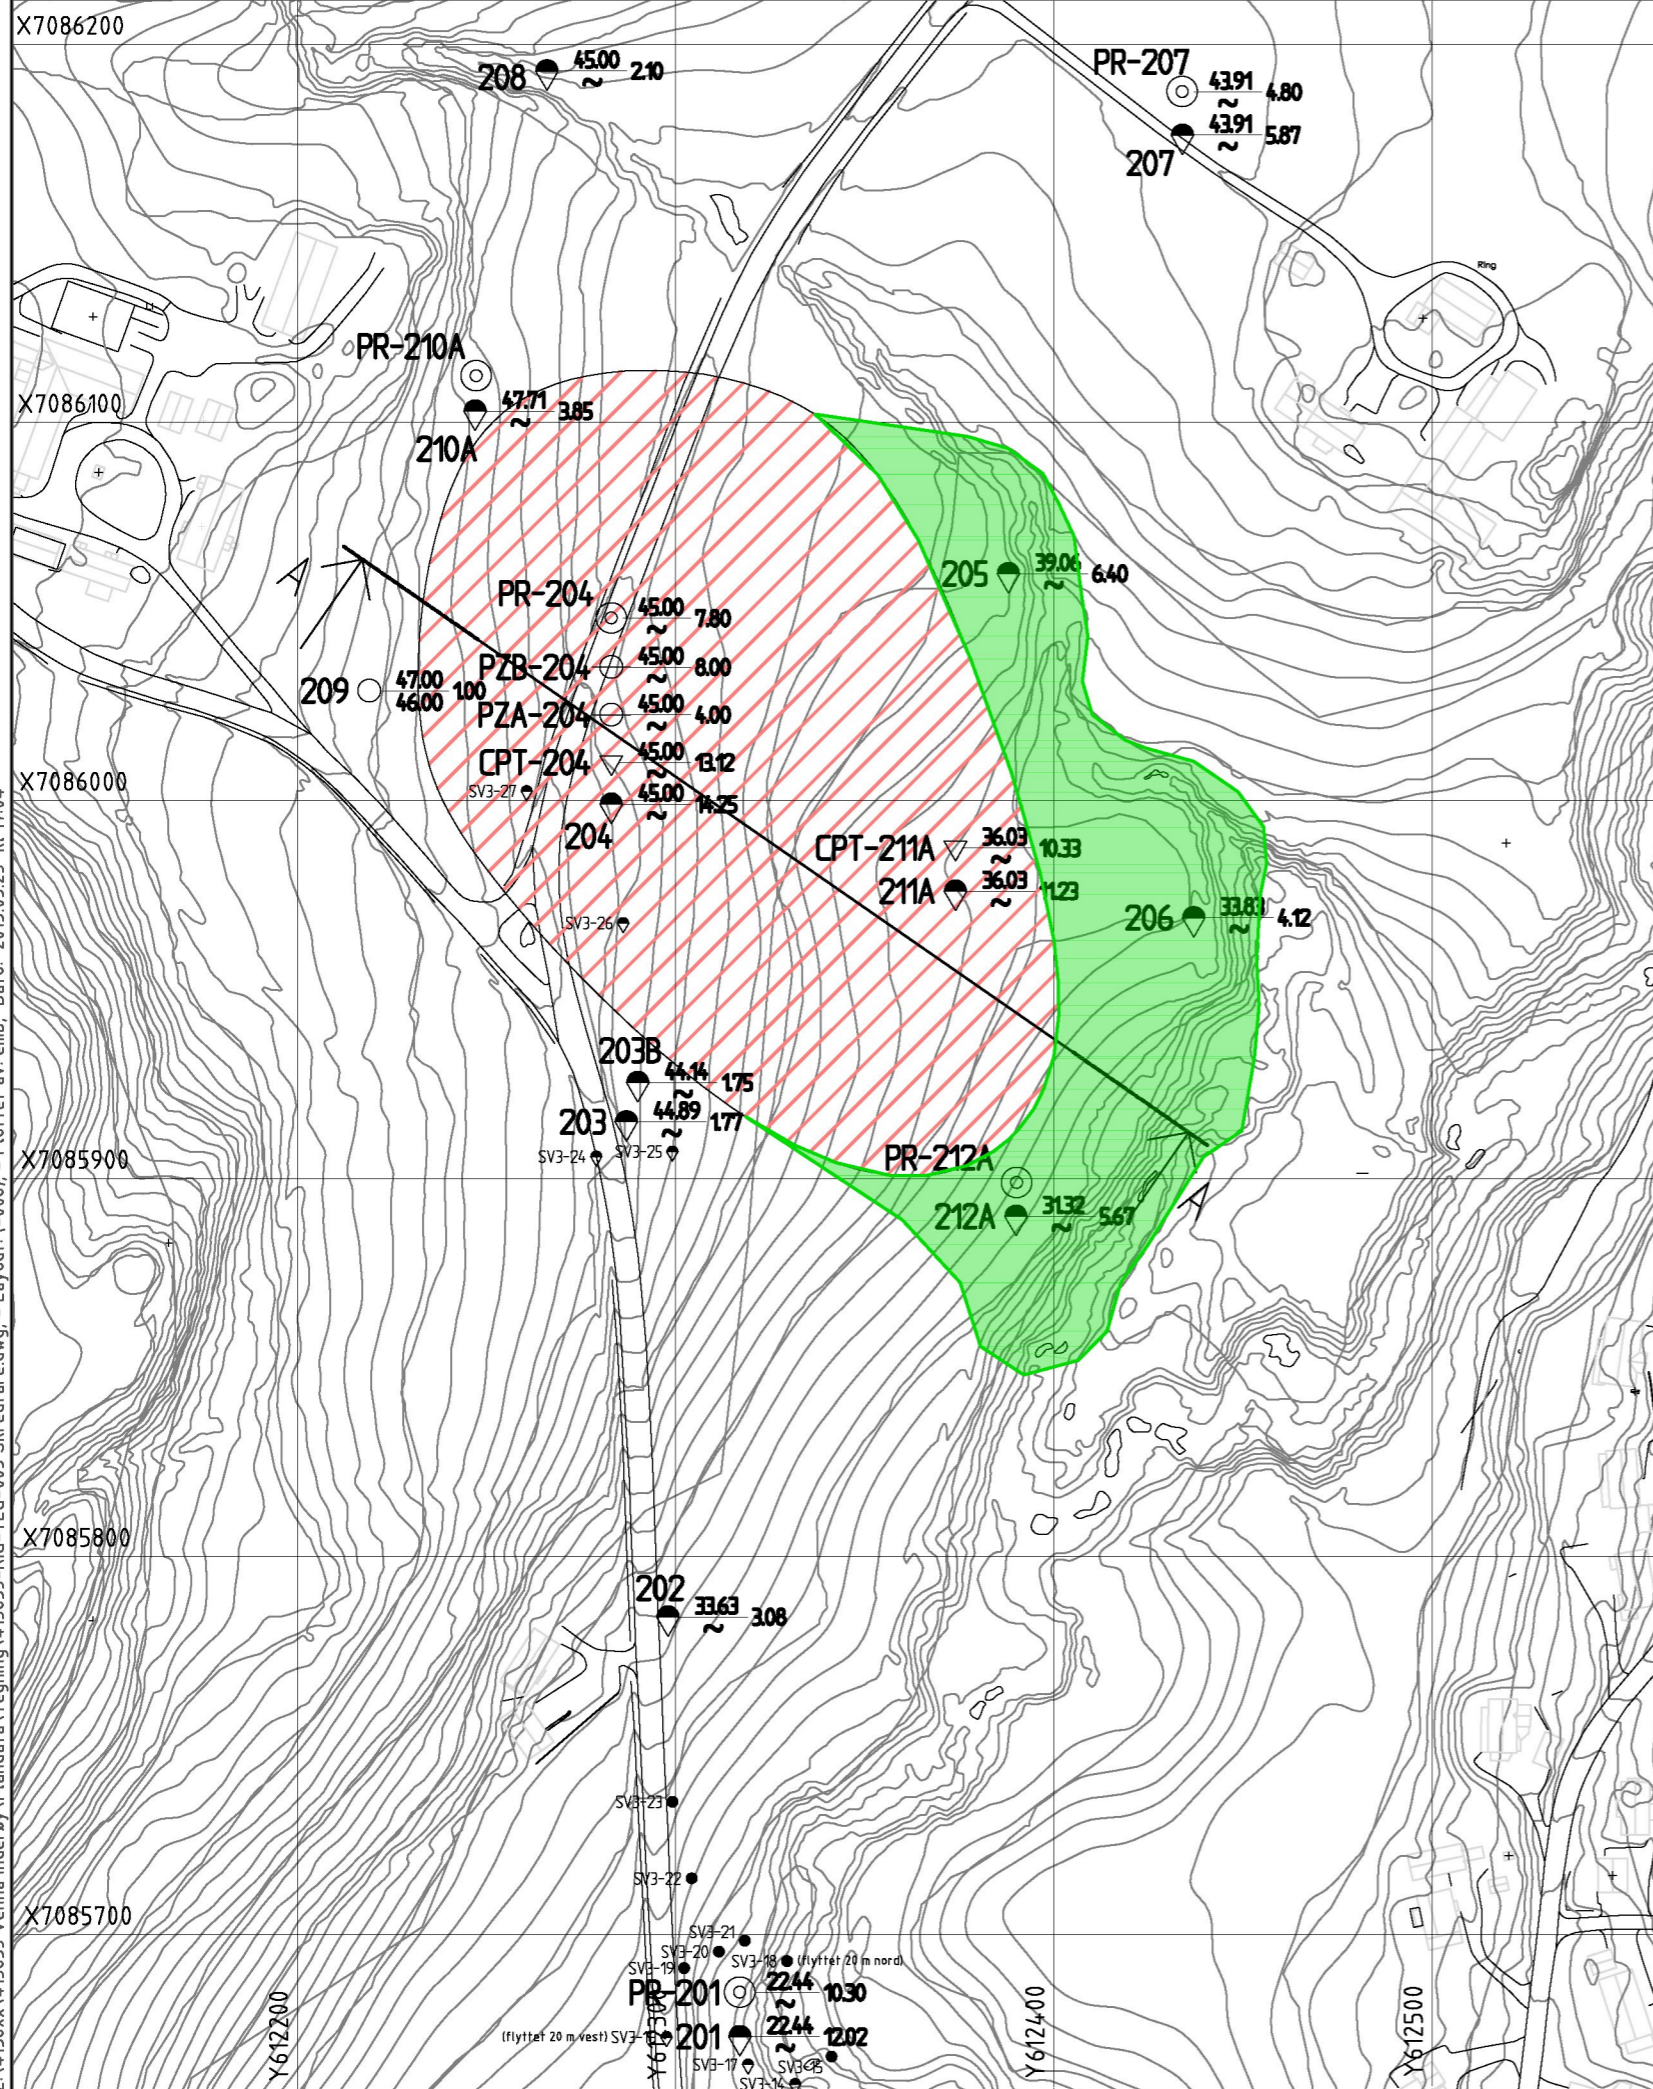 X7086200
208 45.00 ~ 2.10
PR-207 43.91 ~ 4.80
43.91 ~ 5.87
207
Ring
PR-210A
X7086100
47.71 ~ 3.85
210A
A
205 39.06 ~ 6.40
PR-204 45.00 ~ 7.80
PZB-204 45.00 ~ 8.00
209 47.00 46.00 1.00
PZA-204 45.00 ~ 4.00
CPT-204 45.00 ~ 13.12
X7086000
SV3-27
45.00 ~ 14.25
204
CPT-211A 36.03 ~ 10.33
211A 36.03 ~ 11.23
SV3-26
206 33.83 ~ 4.12
203B
44.14 ~ 1.75
203 44.89 ~ 1.77
SV3-24 SV3-25
X7085900
PR-212A
A
212A 31.32 ~ 5.67
X7085800
202
33.63 ~ 3.08
SV3-23
SV3-22
X7085700
SV3-21
SV3-20
SV3-18 (flyttet 20 m nord)
SV3-19
PR-201 22.44 ~ 10.30
(flyttet 20 m vest)
201 22.44 ~ 12.02
SV3-17
SV3-15
SV3-14
Y612200
Y612300
Y612400
Y612500